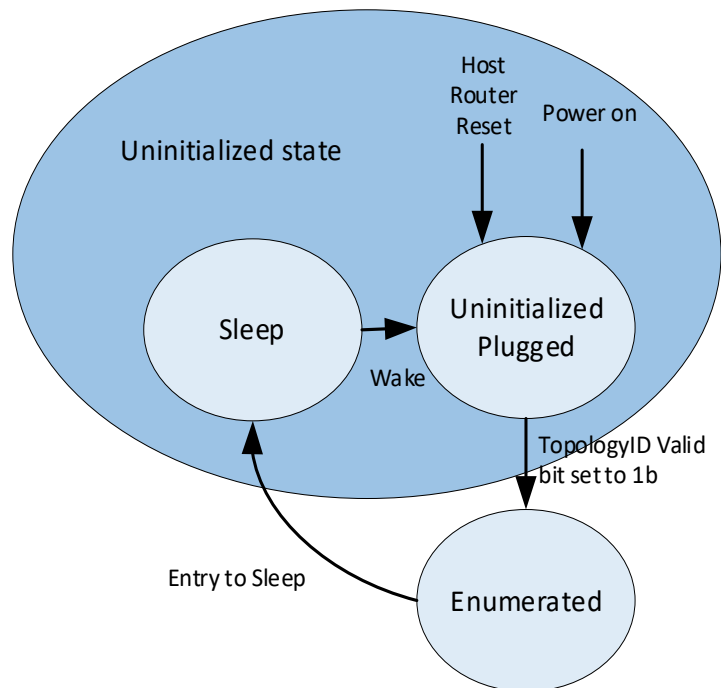 Host
Router
Reset
Power on
Uninitialized state
Sleep
Uninitialized
Plugged
Wake
TopologyID Valid
bit set to 1b
Entry to Sleep
Enumerated